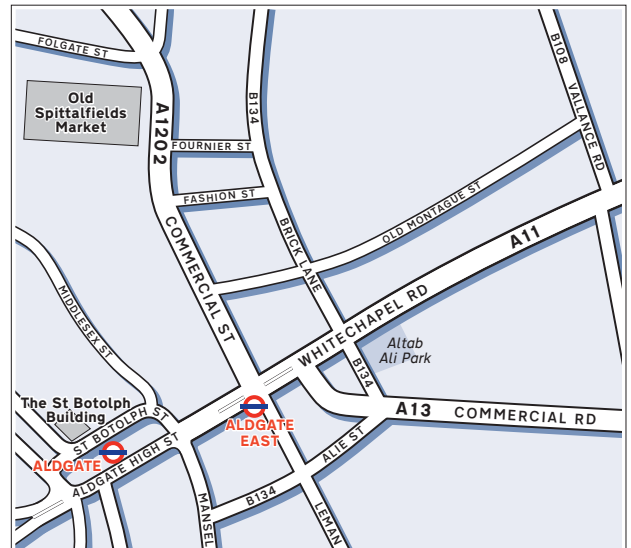 FOLGATE ST
B108
Old
Spittalfields
Market
A1202
B134
VALLANCE RD
FOURNIER ST
FASHION ST
OLD MONTAGUE ST
BRICK LANE
COMMERCIAL ST
A11
MIDDLESEX ST
WHITECHAPEL RD
Altab
Ali Park
B134
The St Botolph
Building
ST BOTOLPH ST
A13 COMMERCIAL RD
ALDGATE
EAST
ALDGATE
ALDGATE HIGH ST
ALIE ST
B134
MANSEL
LEMAN